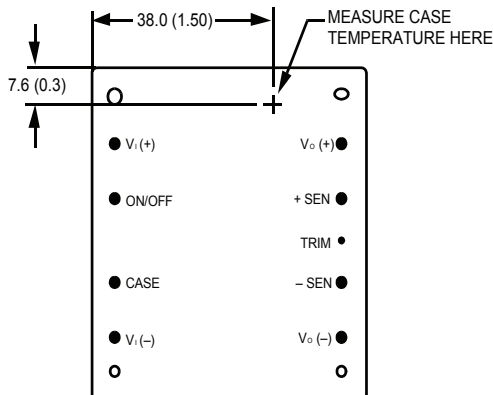 38.0 (1.50)
MEASURE CASE
TEMPERATURE HERE
7.6 (0.3)
Vi (+)
Vo (+)
ON/OFF
+ SEN
TRIM
CASE
– SEN
Vi (–)
Vo (–)